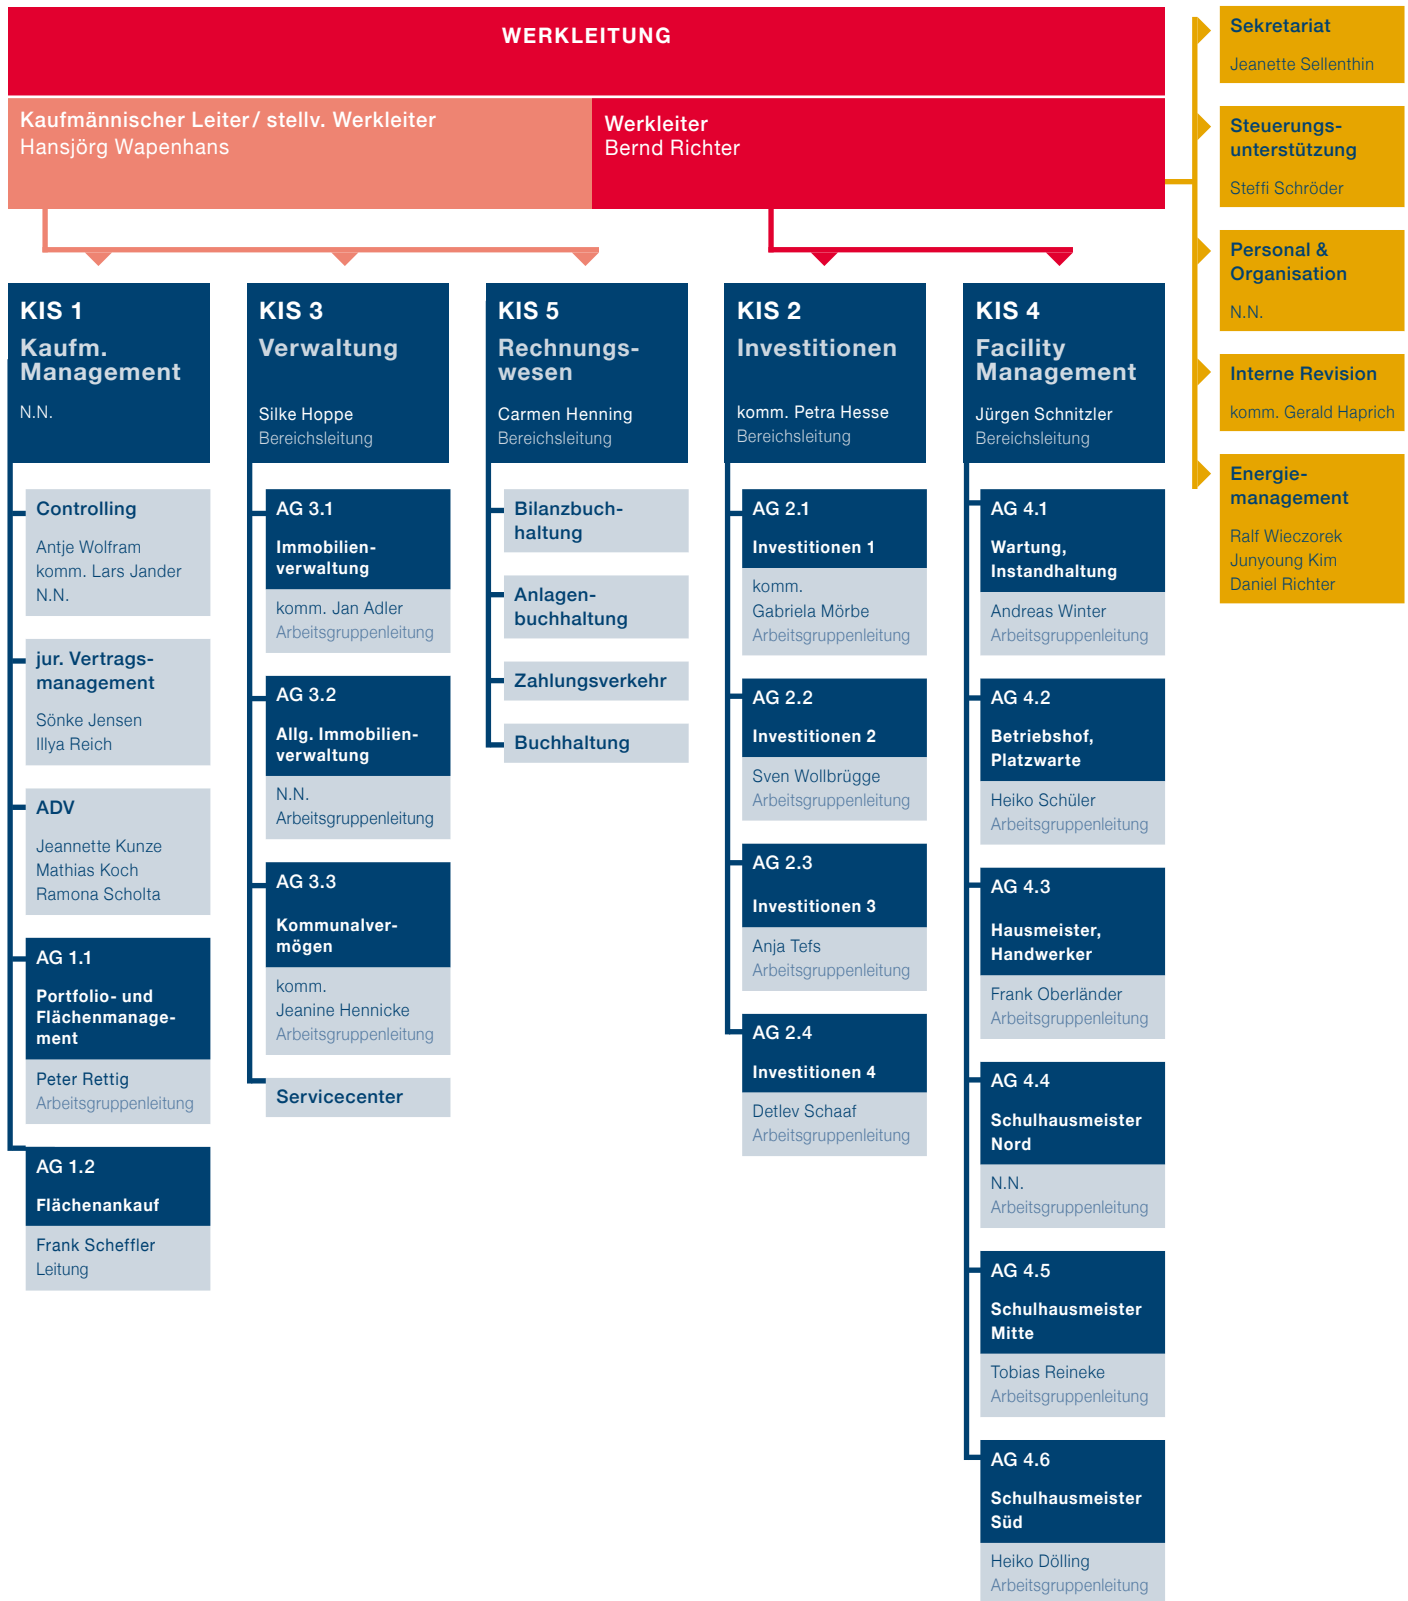 WERKLEITUNG
Kaufmännischer Leiter / stellv. Werkleiter
Hansjörg Wapenhans
Werkleiter
Bernd Richter
Sekretariat
Jeanette Sellenthin
Steuerungs-
unterstützung
Steffi Schröder
Personal &
Organisation
N.N.
Interne Revision
komm. Gerald Haprich
Energie-
management
Ralf Wieczorek
Junyoung Kim
Daniel Richter
KIS 1
Kaufm.
Management
N.N.
Controlling
Antje Wolfram
komm. Lars Jander
N.N.
jur. Vertrags-
management
Sönke Jensen
Illya Reich
ADV
Jeannette Kunze
Mathias Koch
Ramona Scholta
AG 1.1
Portfolio- und
Flächenmanage-
ment
Peter Rettig
Arbeitsgruppenleitung
AG 1.2
Flächenankauf
Frank Scheffler
Leitung
KIS 3
Verwaltung
Silke Hoppe
Bereichsleitung
AG 3.1
Immobilien-
verwaltung
komm. Jan Adler
Arbeitsgruppenleitung
AG 3.2
Allg. Immobilien-
verwaltung
N.N.
Arbeitsgruppenleitung
AG 3.3
Kommunalver-
mögen
komm.
Jeanine Hennicke
Arbeitsgruppenleitung
Servicecenter
KIS 5
Rechnungs-
wesen
Carmen Henning
Bereichsleitung
Bilanzbuch-
haltung
Anlagen-
buchhaltung
Zahlungsverkehr
Buchhaltung
KIS 2
Investitionen
komm. Petra Hesse
Bereichsleitung
AG 2.1
Investitionen 1
komm.
Gabriela Mörbe
Arbeitsgruppenleitung
AG 2.2
Investitionen 2
Sven Wollbrügge
Arbeitsgruppenleitung
AG 2.3
Investitionen 3
Anja Tefs
Arbeitsgruppenleitung
AG 2.4
Investitionen 4
Detlev Schaaf
Arbeitsgruppenleitung
KIS 4
Facility
Management
Jürgen Schnitzler
Bereichsleitung
AG 4.1
Wartung,
Instandhaltung
Andreas Winter
Arbeitsgruppenleitung
AG 4.2
Betriebshof,
Platzwarte
Heiko Schüler
Arbeitsgruppenleitung
AG 4.3
Hausmeister,
Handwerker
Frank Oberländer
Arbeitsgruppenleitung
AG 4.4
Schulhausmeister
Nord
N.N.
Arbeitsgruppenleitung
AG 4.5
Schulhausmeister
Mitte
Tobias Reineke
Arbeitsgruppenleitung
AG 4.6
Schulhausmeister
Süd
Heiko Dölling
Arbeitsgruppenleitung